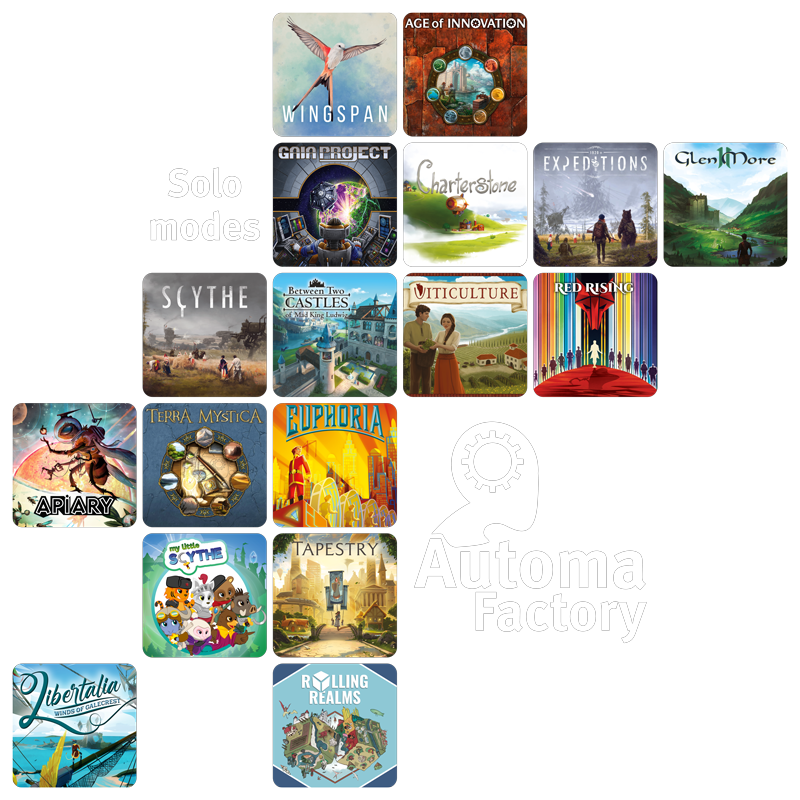 WINGSPAN
AGE of INNOVATION
Solo
modes
GAIA PROJECT
Charterstone
EXPEDITIONS
Glen More
II
SCYTHE
Between Two
CASTLES
of Mad King Ludwig
VITICULTURE
RED RISING
APIARY
TERRA MYSTICA
EUPHORIA
my little
SCYTHE
TAPESTRY
Automa
Factory
Libertalia
WINDS OF GALECREST
ROLLING
REALMS